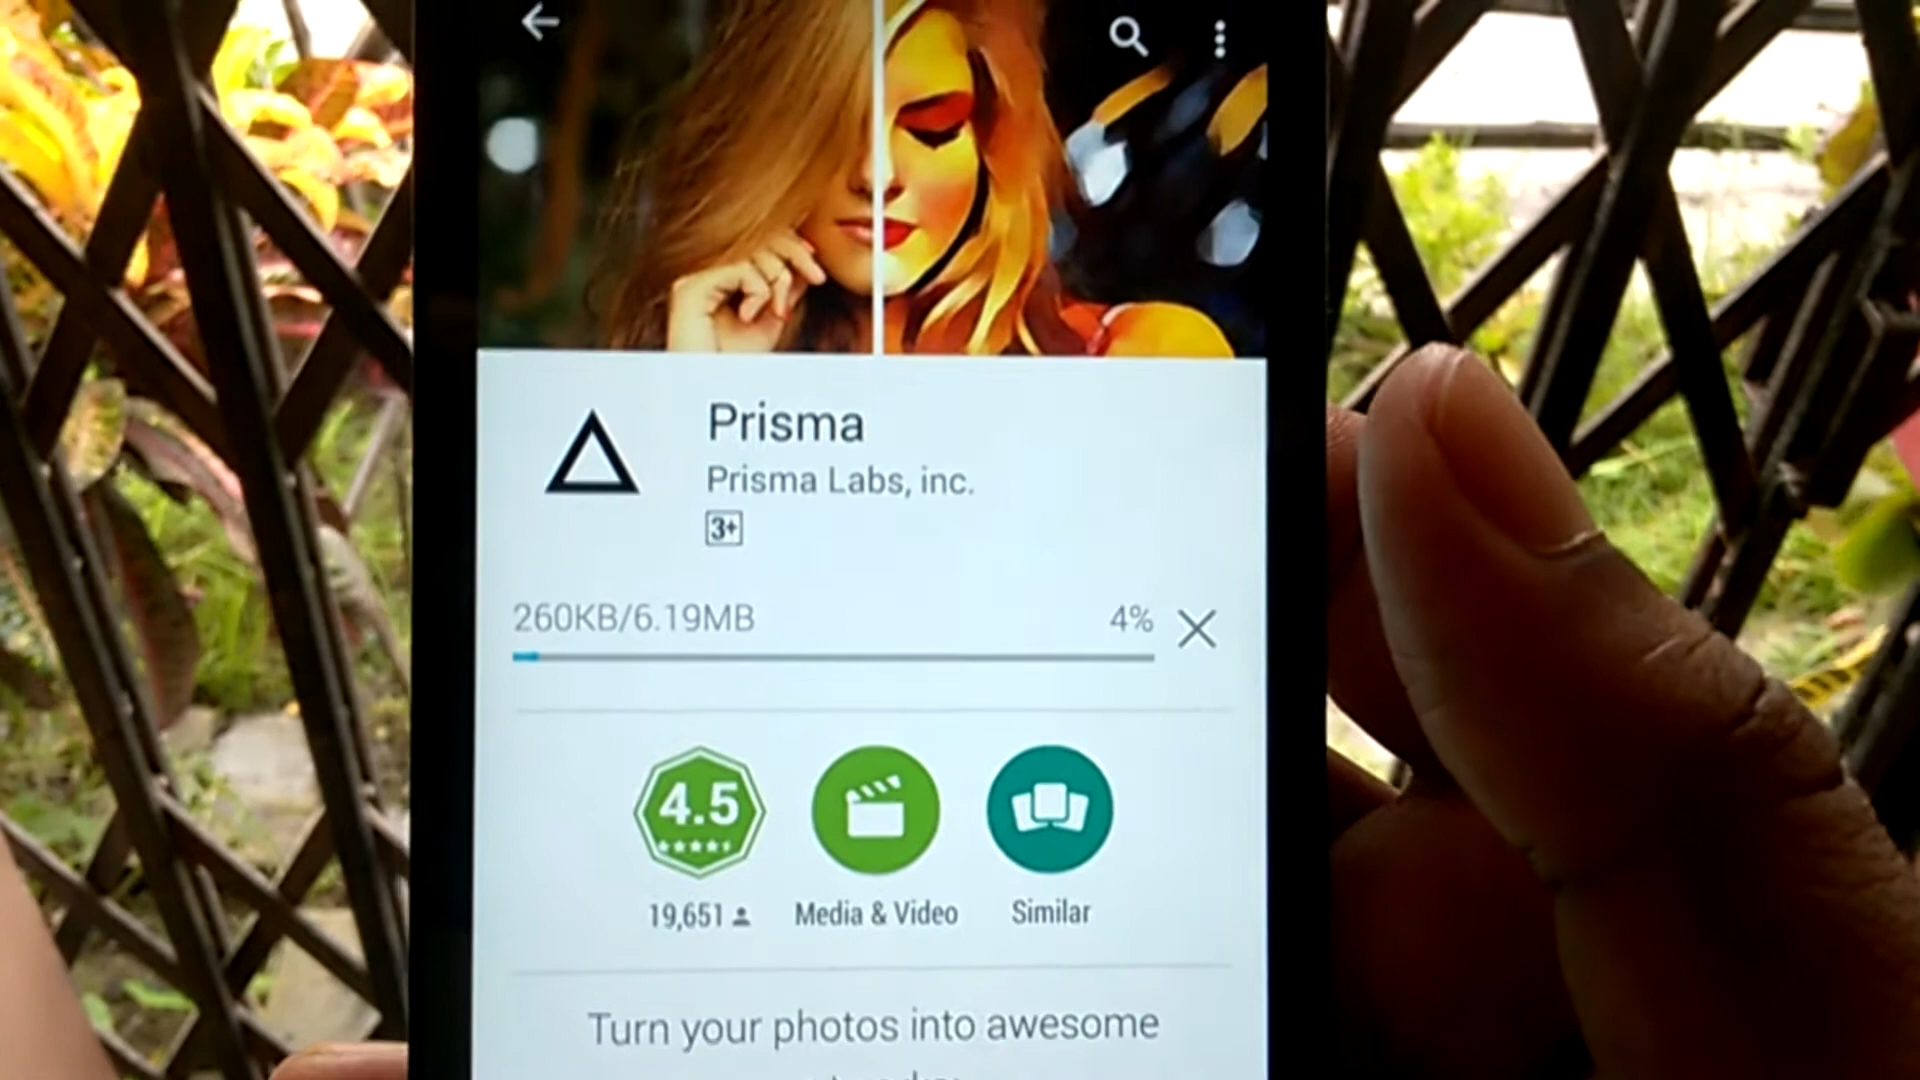 Prisma
Prisma Labs, inc.
3+
260KB/6.19MB 4%
4.5
19,651 Media & Video Similar
Turn your photos into awesome